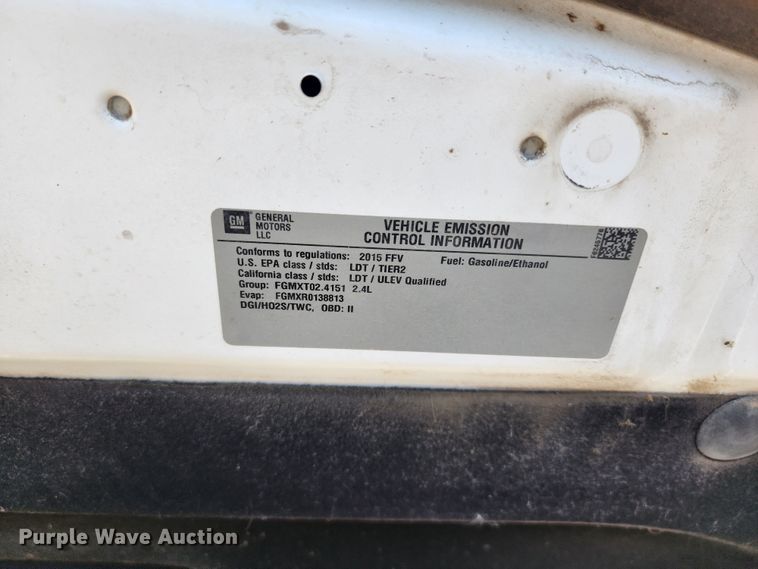 GM
GENERAL
MOTORS
LLC
VEHICLE EMISSION
CONTROL INFORMATION
Conforms to regulations: 2015 FFV Fuel: Gasoline/Ethanol
U.S. EPA class / stds: LDT / TIER2
California class / stds: LDT / ULEV Qualified
Group: FGMXT02.4151 2.4L
Evap: FGMXR0138813
DGI/HO2S/TWC, OBD: II
Purple Wave Auction